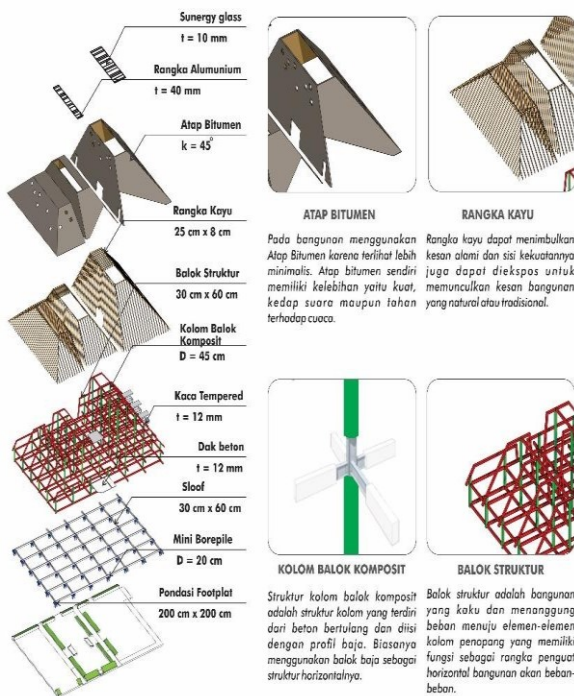 Sunergy glass
t = 10 mm
Rangka Alumunium
t = 40 mm
Atap Bitumen
k = 45°
Rangka Kayu
25 cm x 8 cm
Balok Struktur
30 cm x 60 cm
Kolom Balok
Komposit
D = 45 cm
Kaca Tempered
t = 12 mm
Dak beton
t = 12 mm
Sloof
30 cm x 60 cm
Mini Borepile
D = 20 cm
Pondasi Footplat
200 cm x 200 cm
ATAP BITUMEN
Pada bangunan menggunakan
Atap Bitumen karena terlihat lebih
minimalis. Atap bitumen sendiri
memiliki kelebihan yaitu kuat,
kedap suara maupun tahan
terhadap cuaca.
RANGKA KAYU
Rangka kayu dapat menimbulkan
kesan alami dan sisi kekuatannya
juga dapat diekspos untuk
memunculkan kesan bangunan
yang natural atau tradisional.
KOLOM BALOK KOMPOSIT
Struktur kolom balok komposit
adalah struktur kolom yang terdiri
dari beton bertulang dan diisi
dengan profil baja. Biasanya
menggunakan balok baja sebagai
struktur horizontalnya.
BALOK STRUKTUR
Balok struktur adalah bangunan
yang kaku dan menanggung
beban menuju elemen-elemen
kolom penopang yang memiliki
fungsi sebagai rangka penguat
horizontal bangunan akan beban-
beban.